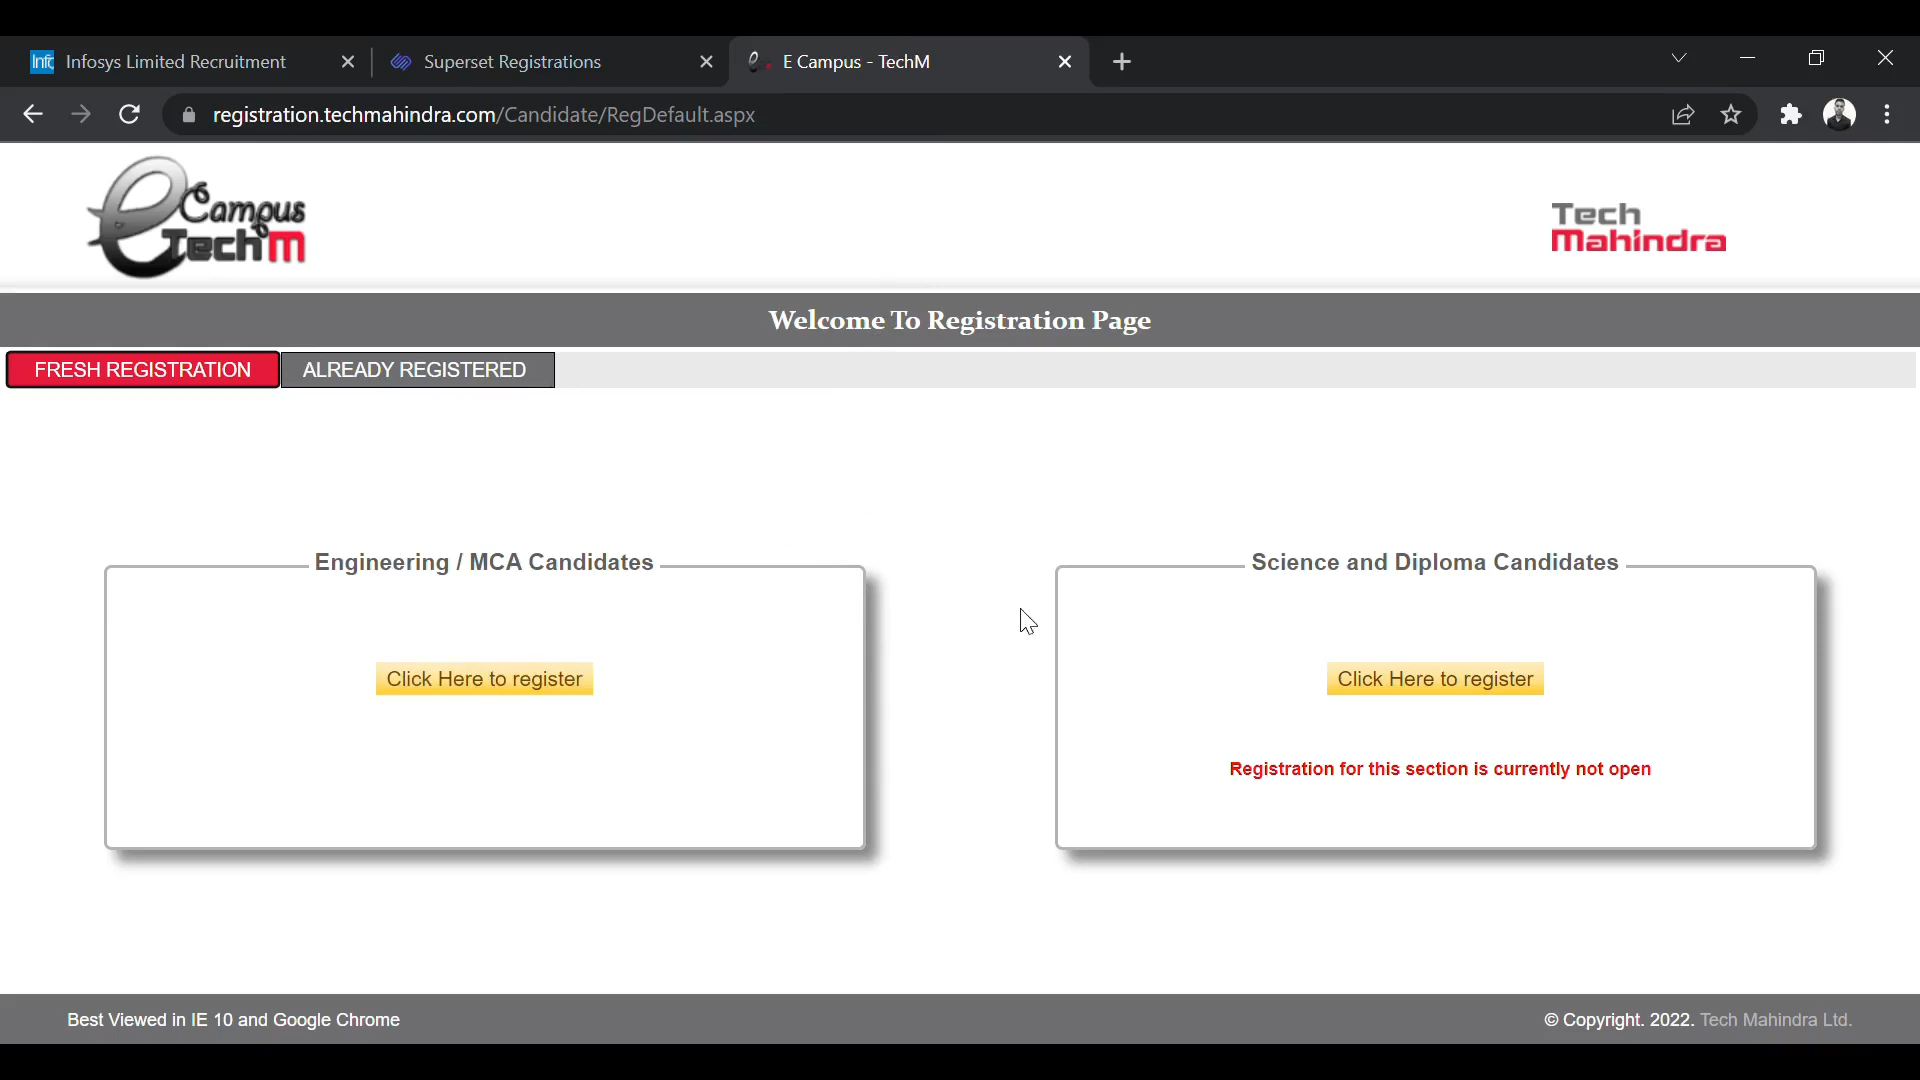 Info
Infosys Limited Recruitment
Superset Registrations
E Campus - TechM
registration.techmahindra.com/Candidate/RegDefault.aspx
e Campus
TechM
Tech
Mahindra
Welcome To Registration Page
FRESH REGISTRATION
ALREADY REGISTERED
Engineering / MCA Candidates
Science and Diploma Candidates
Click Here to register
Click Here to register
Registration for this section is currently not open
Best Viewed in IE 10 and Google Chrome
© Copyright. 2022. Tech Mahindra Ltd.